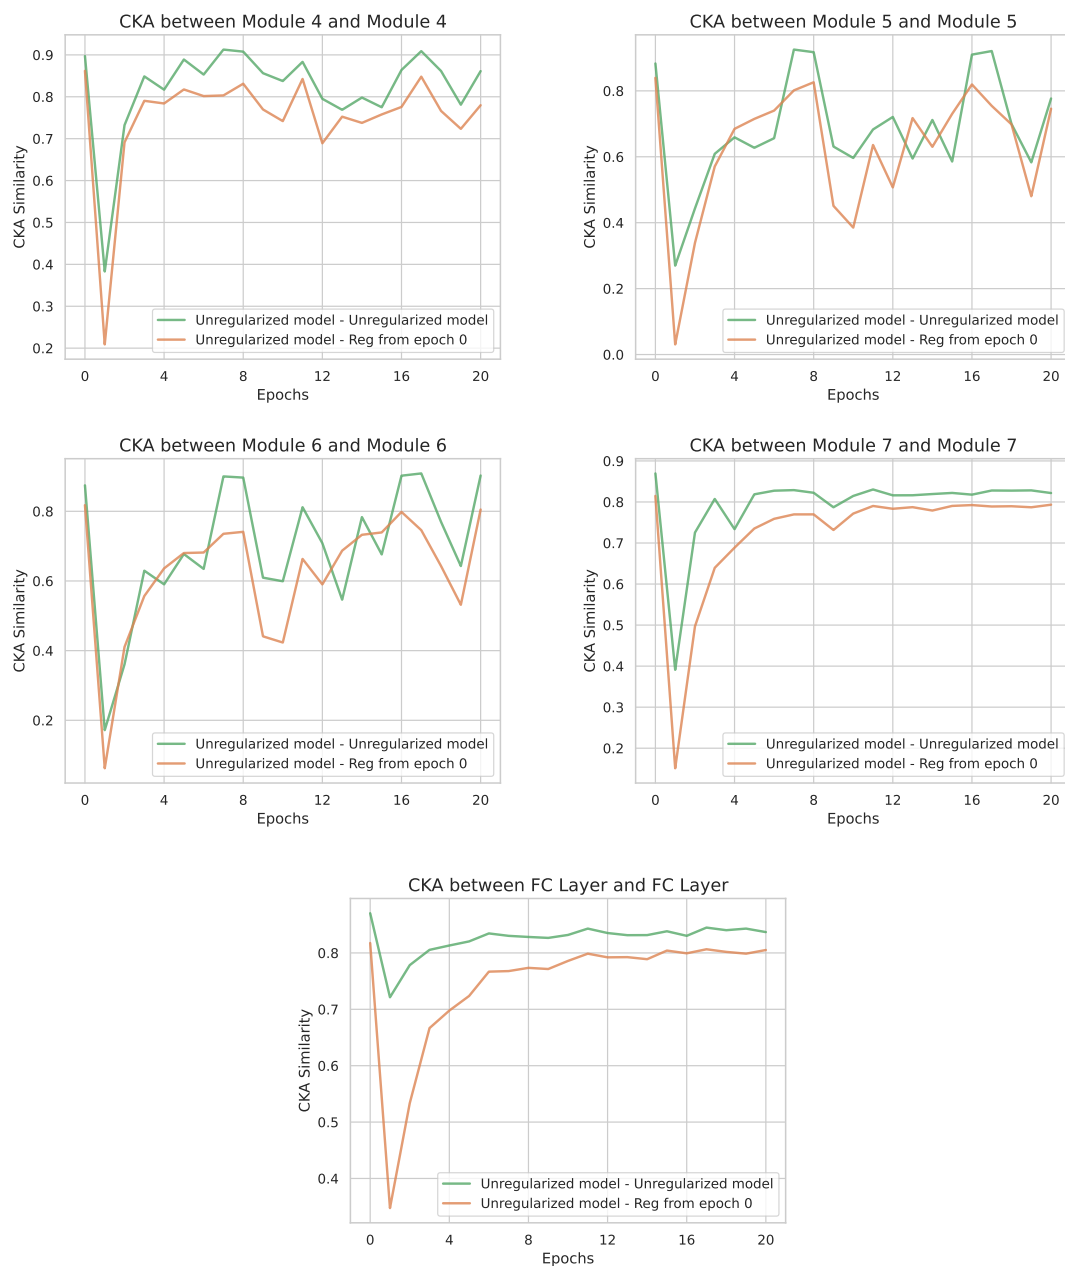 CKA between Module 4 and Module 4
0.9
0.8
0.7
0.6
0.5
0.4
0.3
0.2
CKA Similarity
Unregularized model - Unregularized model
Unregularized model - Reg from epoch 0
0 4 8 12 16 20
Epochs
CKA between Module 5 and Module 5
0.8
0.6
0.4
0.2
0.0
CKA Similarity
Unregularized model - Unregularized model
Unregularized model - Reg from epoch 0
0 4 8 12 16 20
Epochs
CKA between Module 6 and Module 6
0.8
0.6
0.4
0.2
CKA Similarity
Unregularized model - Unregularized model
Unregularized model - Reg from epoch 0
0 4 8 12 16 20
Epochs
CKA between Module 7 and Module 7
0.9
0.8
0.7
0.6
0.5
0.4
0.3
0.2
CKA Similarity
Unregularized model - Unregularized model
Unregularized model - Reg from epoch 0
0 4 8 12 16 20
Epochs
CKA between FC Layer and FC Layer
0.8
0.7
0.6
0.5
0.4
CKA Similarity
Unregularized model - Unregularized model
Unregularized model - Reg from epoch 0
0 4 8 12 16 20
Epochs